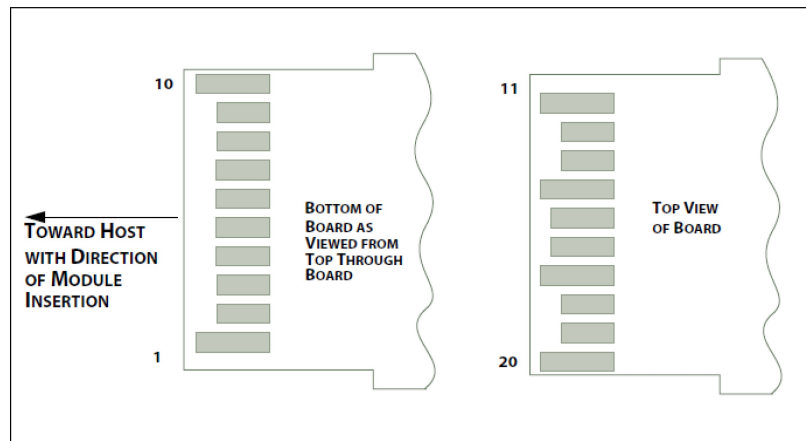 10
BOTTOM OF
BOARD AS
VIEWED FROM
TOP THROUGH
BOARD
TOWARD HOST
WITH DIRECTION
OF MODULE
INSERTION
1
11
TOP VIEW
OF BOARD
20